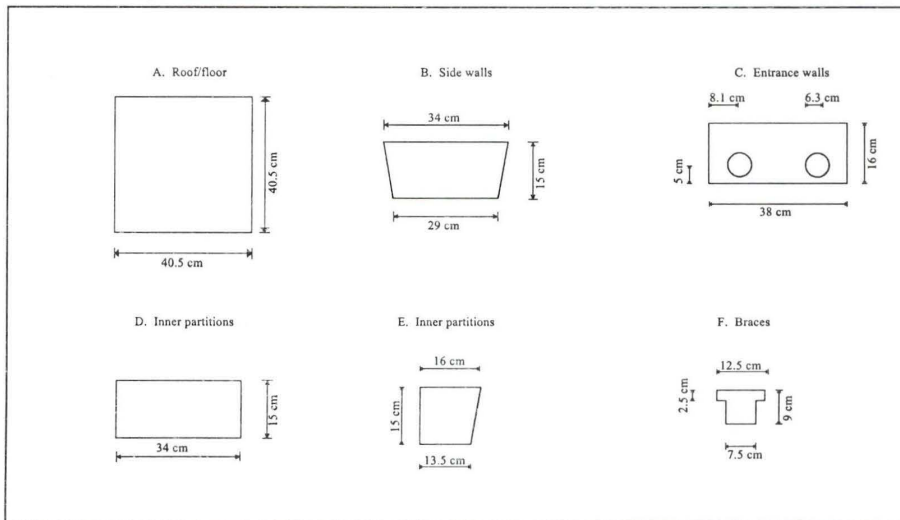 A. Roof/floor
40.5 cm
40.5 cm
B. Side walls
34 cm
15 cm
29 cm
C. Entrance walls
8.1 cm
6.3 cm
5 cm
16 cm
38 cm
D. Inner partitions
15 cm
34 cm
E. Inner partitions
16 cm
15 cm
13.5 cm
F. Braces
12.5 cm
2.5 cm
9 cm
7.5 cm